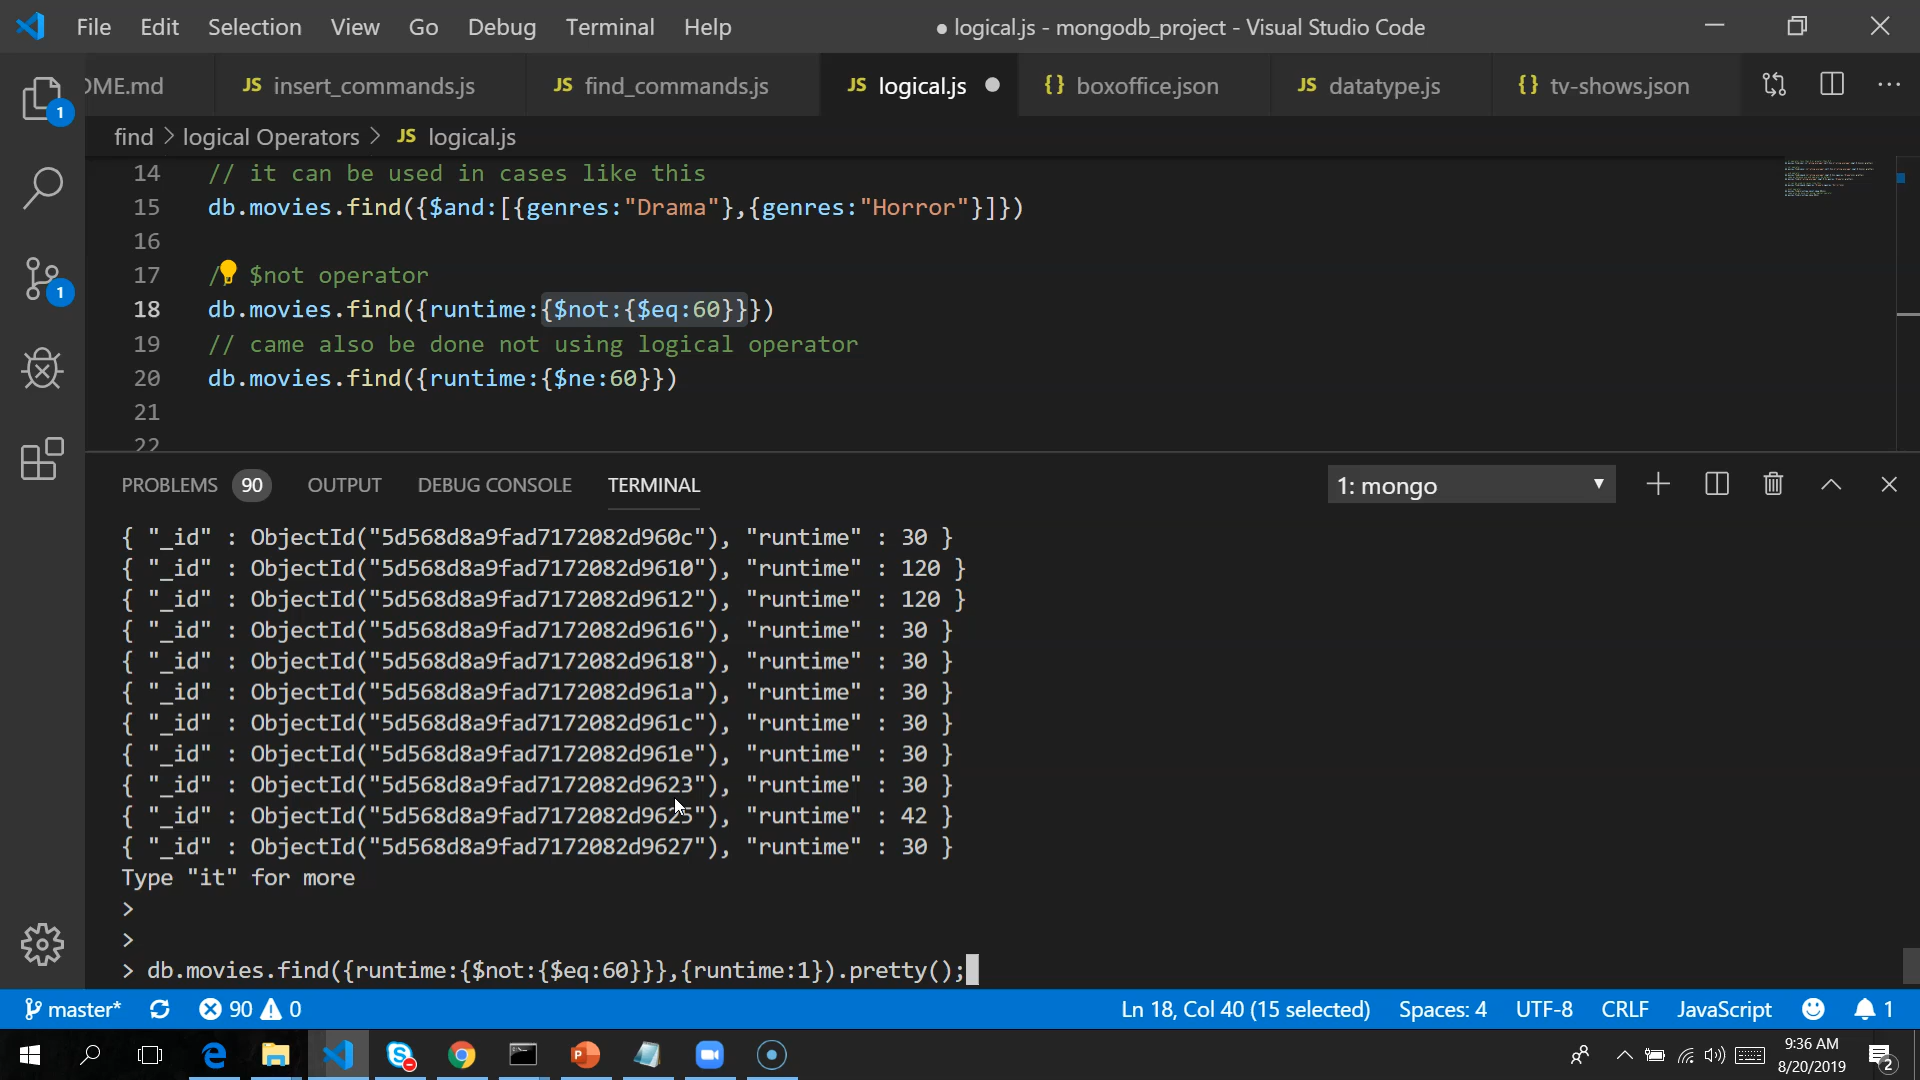 File Edit Selection View Go Debug Terminal Help ● logical.js - mongodb_project - Visual Studio Code
OME.md JS insert_commands.js JS find_commands.js JS logical.js ● {} boxoffice.json JS datatype.js {} tv-shows.json ...
1
find > logical Operators > JS logical.js
14 // it can be used in cases like this
15 db.movies.find({$and:[{genres:"Drama"},{genres:"Horror"}]})
16
17 / $not operator
18 db.movies.find({runtime:{$not:{$eq:60}}})
1
19 // came also be done not using logical operator
20 db.movies.find({runtime:{$ne:60}})
21
22
PROBLEMS 90 OUTPUT DEBUG CONSOLE TERMINAL 1: mongo
{ "_id" : ObjectId("5d568d8a9fad7172082d960c"), "runtime" : 30 }
{ "_id" : ObjectId("5d568d8a9fad7172082d9610"), "runtime" : 120 }
{ "_id" : ObjectId("5d568d8a9fad7172082d9612"), "runtime" : 120 }
{ "_id" : ObjectId("5d568d8a9fad7172082d9616"), "runtime" : 30 }
{ "_id" : ObjectId("5d568d8a9fad7172082d9618"), "runtime" : 30 }
{ "_id" : ObjectId("5d568d8a9fad7172082d961a"), "runtime" : 30 }
{ "_id" : ObjectId("5d568d8a9fad7172082d961c"), "runtime" : 30 }
{ "_id" : ObjectId("5d568d8a9fad7172082d961e"), "runtime" : 30 }
{ "_id" : ObjectId("5d568d8a9fad7172082d9623"), "runtime" : 30 }
{ "_id" : ObjectId("5d568d8a9fad7172082d9625"), "runtime" : 42 }
{ "_id" : ObjectId("5d568d8a9fad7172082d9627"), "runtime" : 30 }
Type "it" for more
>
>
> db.movies.find({runtime:{$not:{$eq:60}}},{runtime:1}).pretty();
master* 90 0 Ln 18, Col 40 (15 selected) Spaces: 4 UTF-8 CRLF JavaScript 1
9:36 AM
8/20/2019
2